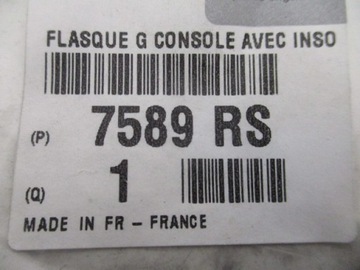 FLASQUE G CONSOLE AVEC INSO
(P) 7589 RS
(Q) 1
MADE IN FR - FRANCE